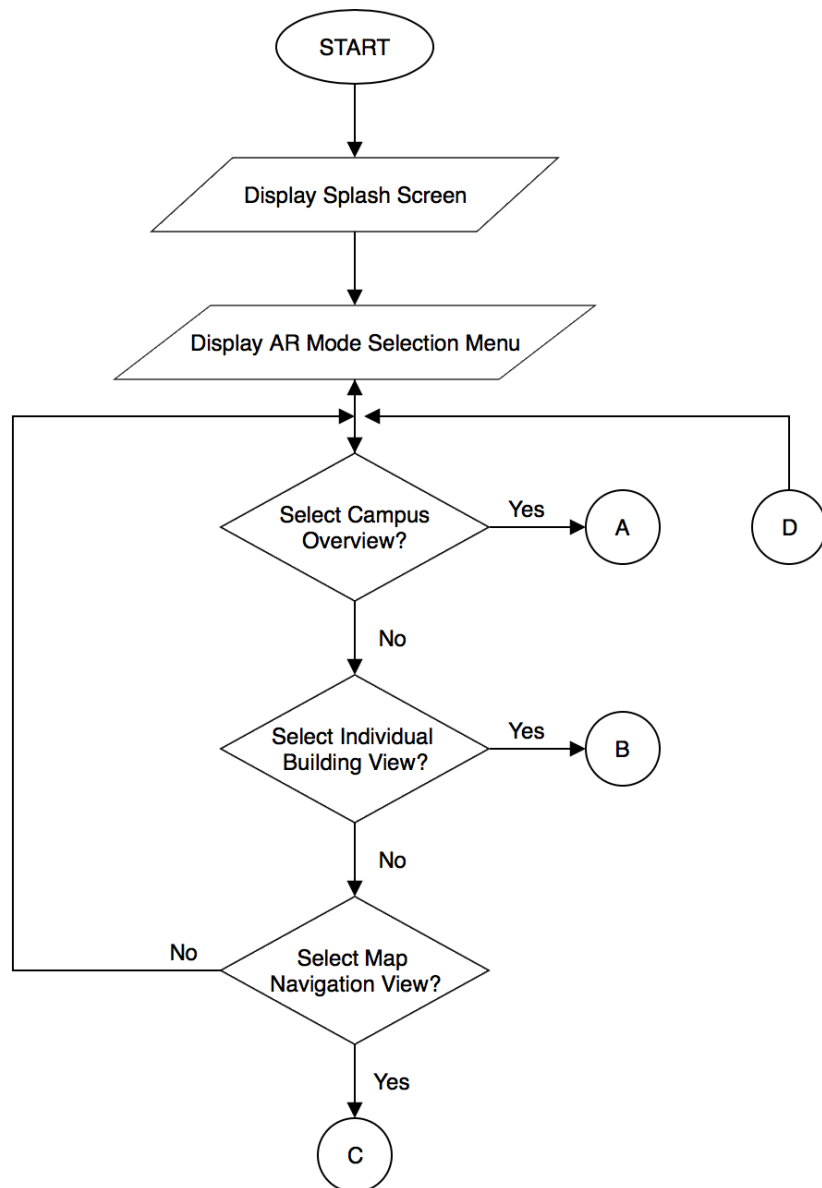 START
Display Splash Screen
Display AR Mode Selection Menu
Select Campus
Overview?
Yes
A
D
No
Select Individual
Building View?
Yes
B
No
Select Map
Navigation View?
No
Yes
C